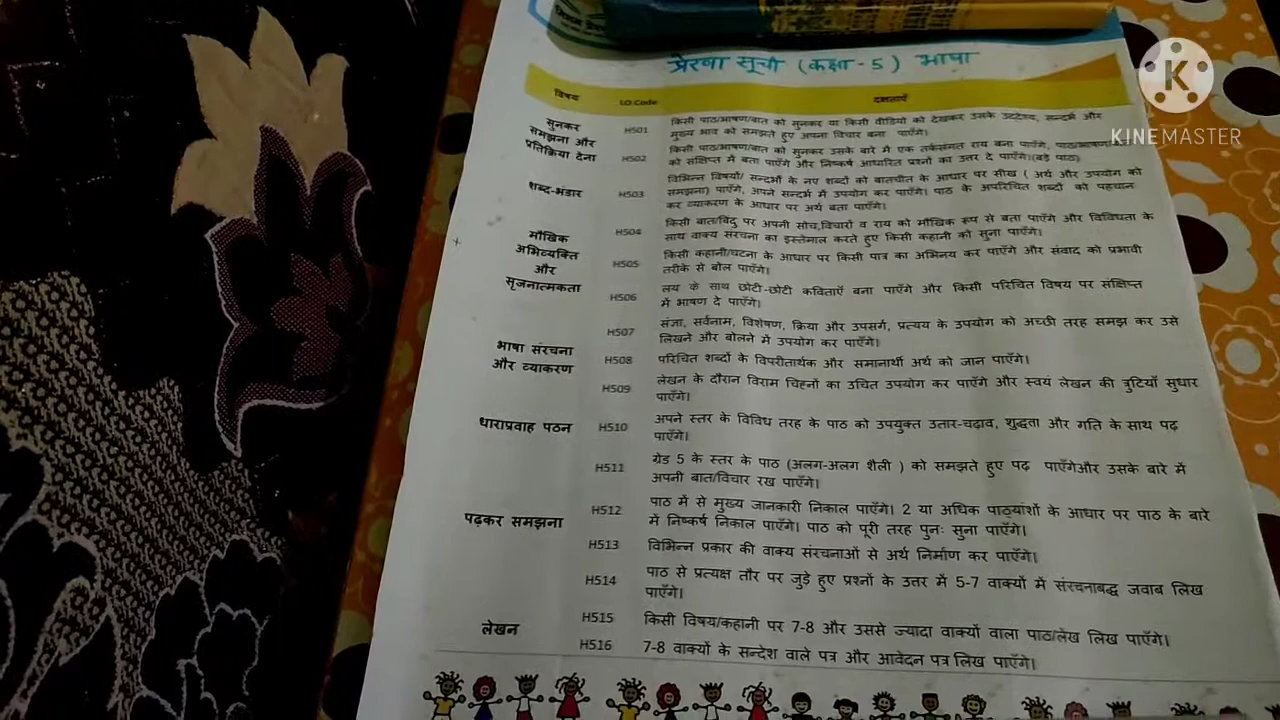 प्रेरणा सूची (कक्षा - 5) भाषा
विषय LO Code दक्षताएँ
सुनकर समझना और प्रतिक्रिया देना
H501 किसी पाठ/भाषण/बात को सुनकर या किसी वीडियो को देखकर उसके उद्देश्य, सन्दर्भ और
मुख्य भाव को समझते हुए अपना विचार बना पाएँगे।
H502 किसी पाठ/भाषण/बात को सुनकर उसके बारे में एक तर्कसंगत राय बना पाएँगे, पाठ/भाषण
को संक्षिप्त में बता पाएँगे और निष्कर्ष आधारित प्रश्नों का उत्तर दे पाएँगे।(बड़े पाठ)
शब्द-भंडार
H503 विभिन्न विषयों/ सन्दर्भों के नए शब्दों को बातचीत के आधार पर सीख ( अर्थ और उपयोग को
समझना) पाएँगे, अपने सन्दर्भ में उपयोग कर पाएँगे। पाठ के अपरिचित शब्दों को पहचान
कर व्याकरण के आधार पर अर्थ बता पाएँगे।
मौखिक
अभिव्यक्ति
और
सृजनात्मकता
H504 किसी बात/बिंदु पर अपनी सोच,विचारों व राय को मौखिक रूप से बता पाएँगे और विविधता के
साथ वाक्य संरचना का इस्तेमाल करते हुए किसी कहानी को सुना पाएँगे।
H505 किसी कहानी/घटना के आधार पर किसी पात्र का अभिनय कर पाएँगे और संवाद को प्रभावी
तरीके से बोल पाएँगे।
H506 लय के साथ छोटी-छोटी कविताएँ बना पाएँगे और किसी परिचित विषय पर संक्षिप्त
में भाषण दे पाएँगे।
भाषा संरचना
और व्याकरण
H507 संज्ञा, सर्वनाम, विशेषण, क्रिया और उपसर्ग, प्रत्यय के उपयोग को अच्छी तरह समझ कर उसे
लिखने और बोलने में उपयोग कर पाएँगे।
H508 परिचित शब्दों के विपरीतार्थक और समानार्थी अर्थ को जान पाएँगे।
H509 लेखन के दौरान विराम चिह्नों का उचित उपयोग कर पाएँगे और स्वयं लेखन की त्रुटियाँ सुधार
पाएँगे।
धाराप्रवाह पठन
H510 अपने स्तर के विविध तरह के पाठ को उपयुक्त उतार-चढ़ाव, शुद्धता और गति के साथ पढ़
पाएँगे।
पढ़कर समझना
H511 ग्रेड 5 के स्तर के पाठ (अलग-अलग शैली ) को समझते हुए पढ़ पाएँगेऔर उसके बारे में
अपनी बात/विचार रख पाएँगे।
H512 पाठ में से मुख्य जानकारी निकाल पाएँगे। 2 या अधिक पाठ्यांशों के आधार पर पाठ के बारे
में निष्कर्ष निकाल पाएँगे। पाठ को पूरी तरह पुनः सुना पाएँगे।
H513 विभिन्न प्रकार की वाक्य संरचनाओं से अर्थ निर्माण कर पाएँगे।
H514 पाठ से प्रत्यक्ष तौर पर जुड़े हुए प्रश्नों के उत्तर में 5-7 वाक्यों में संरचनाबद्ध जवाब लिख
पाएँगे।
लेखन
H515 किसी विषय/कहानी पर 7-8 और उससे ज्यादा वाक्यों वाला पाठ/लेख लिख पाएँगे।
H516 7-8 वाक्यों के सन्देश वाले पत्र और आवेदन पत्र लिख पाएँगे।
K
KINEMASTER